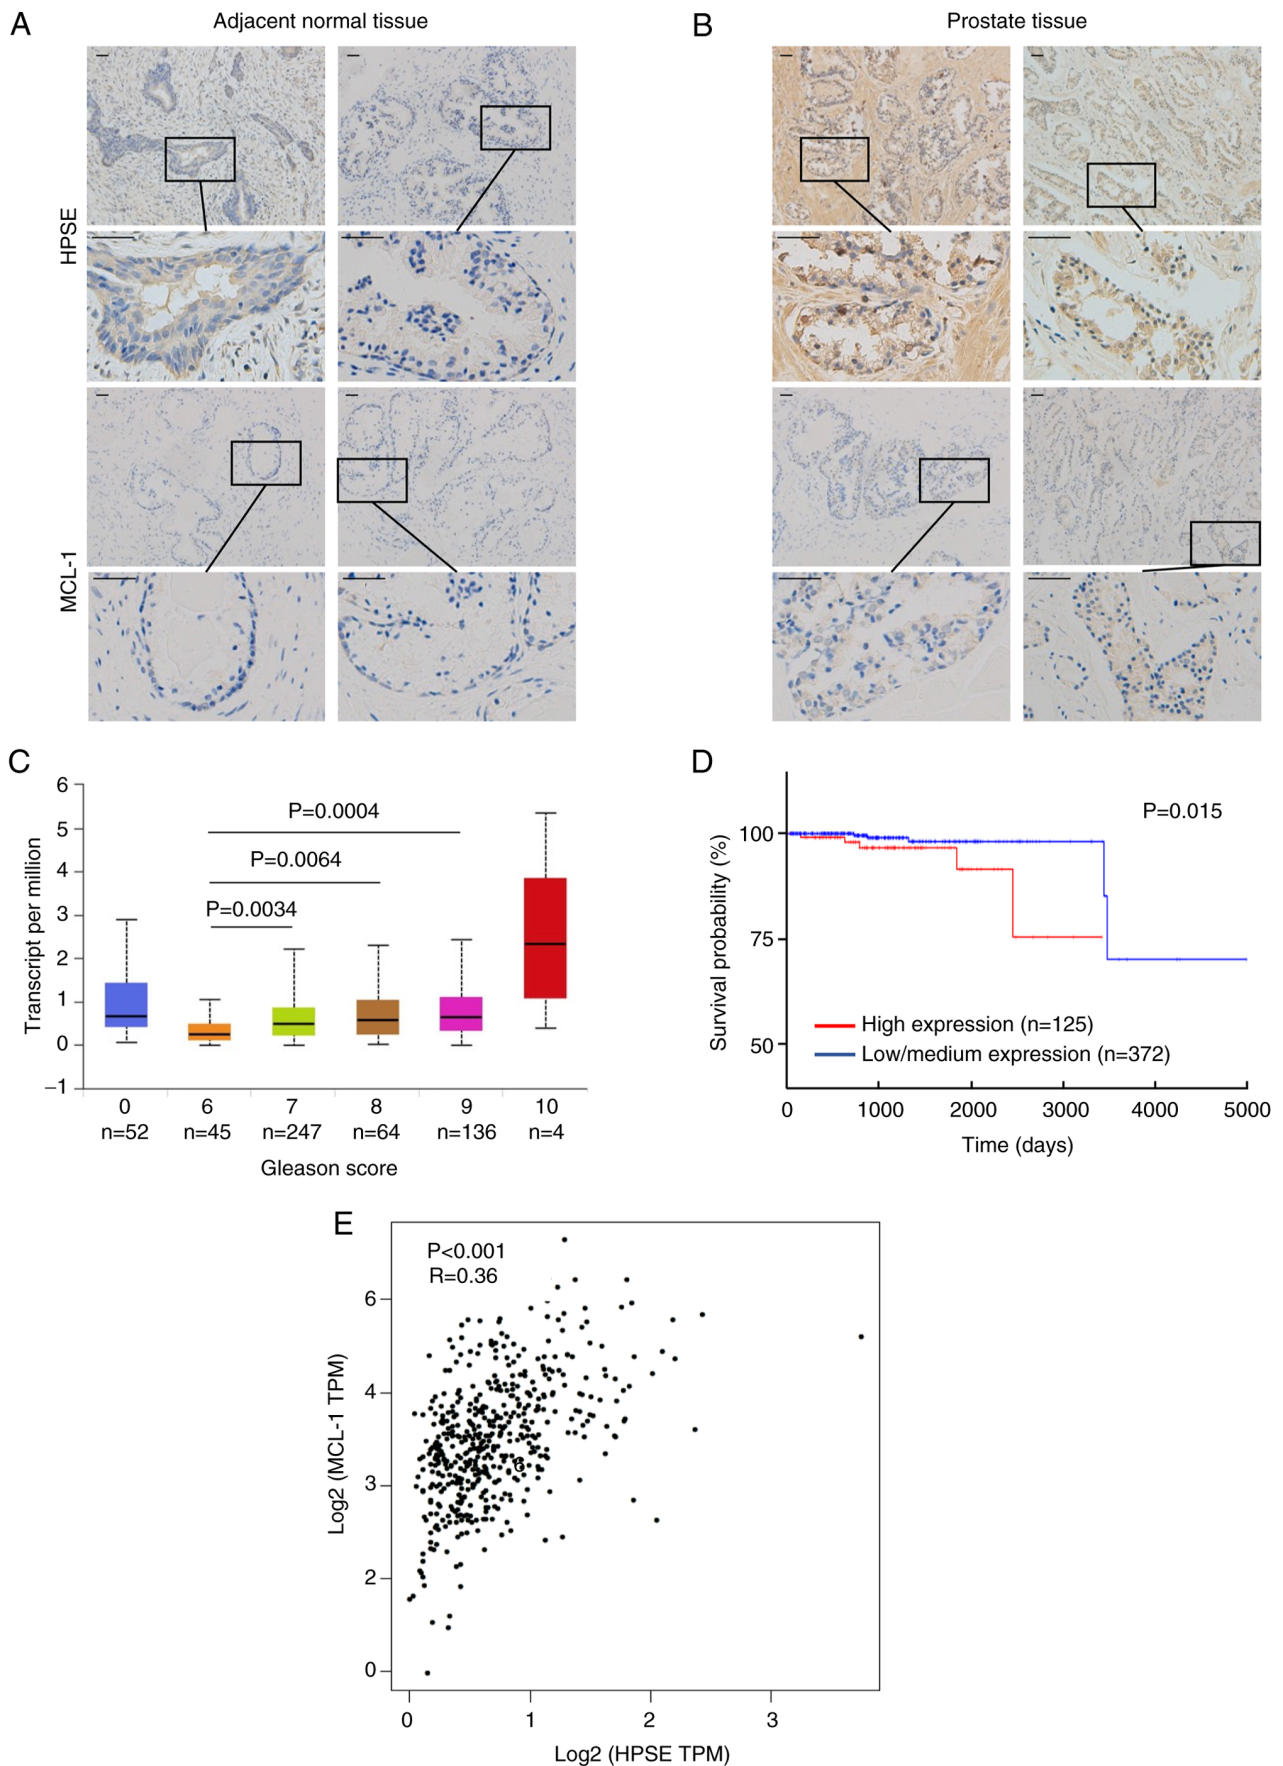 A
Adjacent normal tissue
B
Prostate tissue
HPSE
MCL-1
C
6
5
4
3
2
1
0
−1
Transcript per million
P=0.0004
P=0.0064
P=0.0034
0 6 7 8 9 10
n=52 n=45 n=247 n=64 n=136 n=4
Gleason score
D
P=0.015
100
75
50
Survival probability (%)
High expression (n=125)
Low/medium expression (n=372)
0 1000 2000 3000 4000 5000
Time (days)
E
P<0.001
R=0.36
6
4
3
2
0
6
Log2 (MCL-1 TPM)
0 1 2 3
Log2 (HPSE TPM)